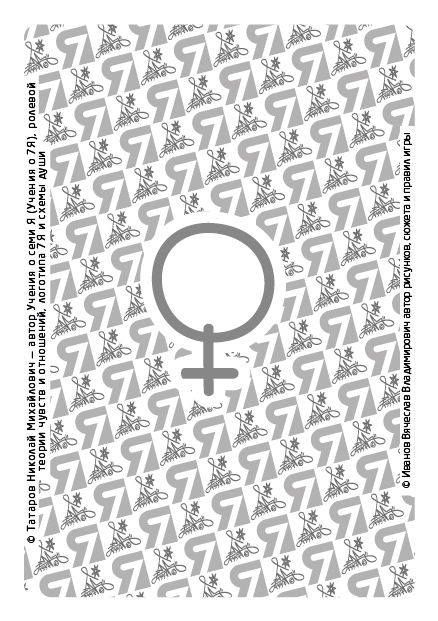 © Татаров Николай Михайлович – автор Учения о семи Я (Учения о 7Я), ролевой
теории чувств и отношений, логотипа 7Я и схемы души
© Иванов Вячеслав Владимирович автор рисунков, сюжета и правил игры